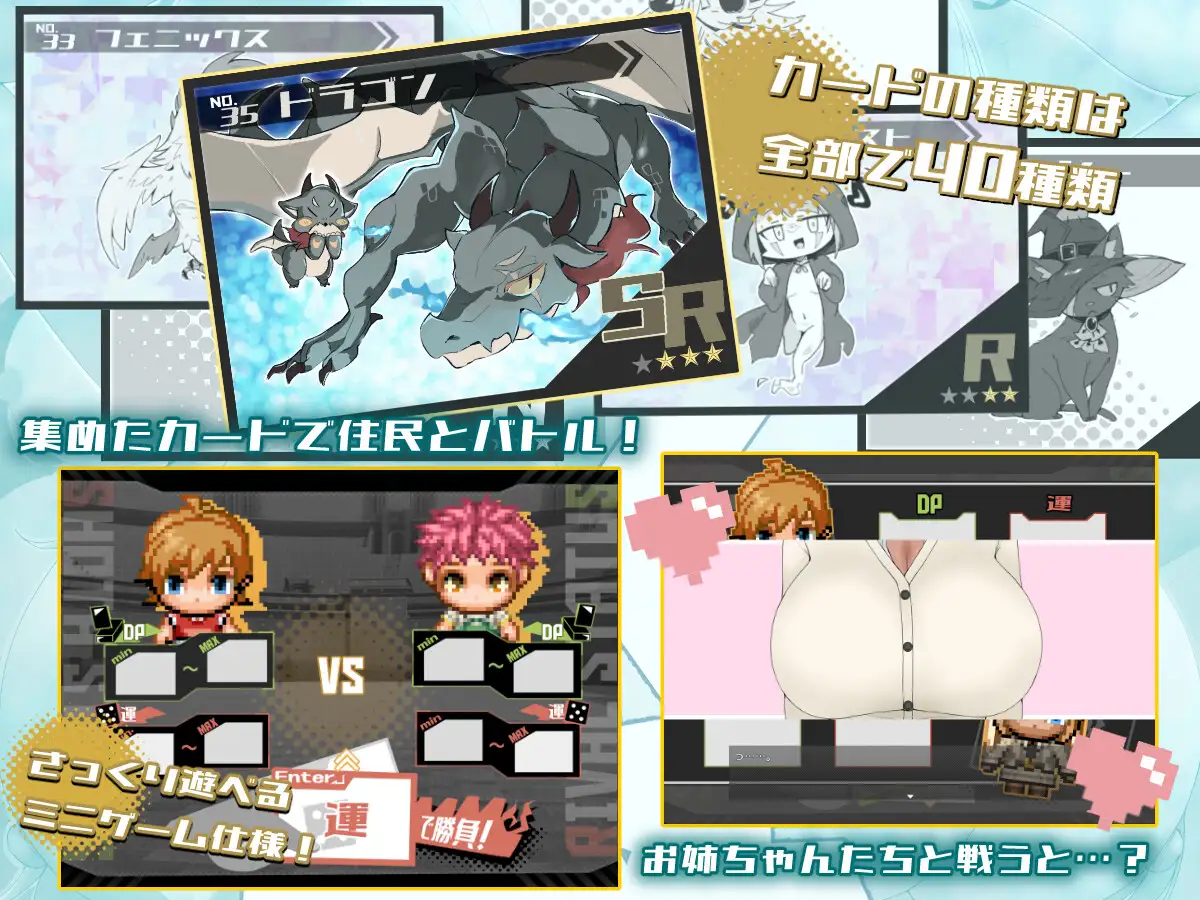 NO.33 フェニックス
NO.35 ドラゴン
カードの種類は
全部で40種類
スト
SR
R
集めたカードで住民とバトル！
DP
min ～ MAX
運
min ～ MAX
VS
DP
min ～ MAX
運
min ～ MAX
Enter↲
運
で勝負!
さっくり遊べる
ミニゲーム仕様！
DP
運
っ……。
お姉ちゃんたちと戦うと…？